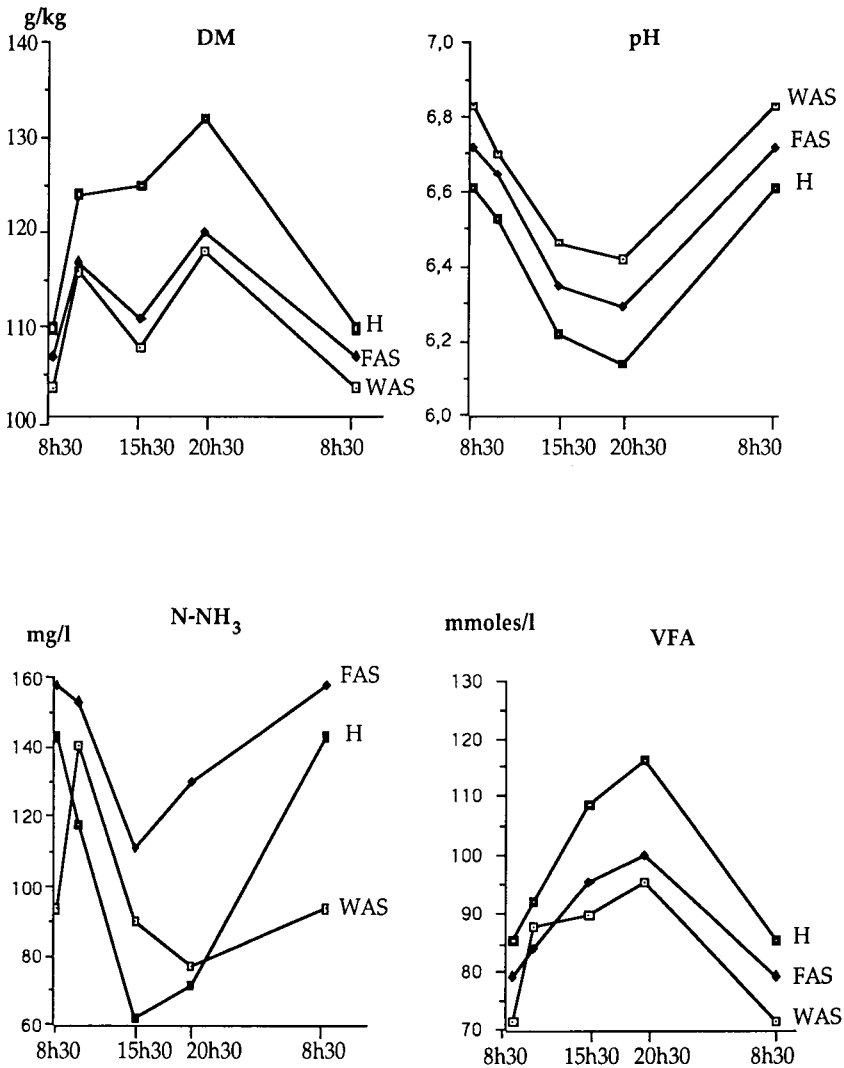 g/kg
DM
140
130
120
110
100
H
FAS
WAS
8h30 15h30 20h30 8h30
pH
7,0
6,8
6,6
6,4
6,2
6,0
WAS
FAS
H
8h30 15h30 20h30 8h30
N-NH3
mg/l
160
140
120
100
80
60
FAS
H
WAS
8h30 15h30 20h30 8h30
mmoles/l
VFA
130
120
110
100
90
80
70
H
FAS
WAS
8h30 15h30 20h30 8h30